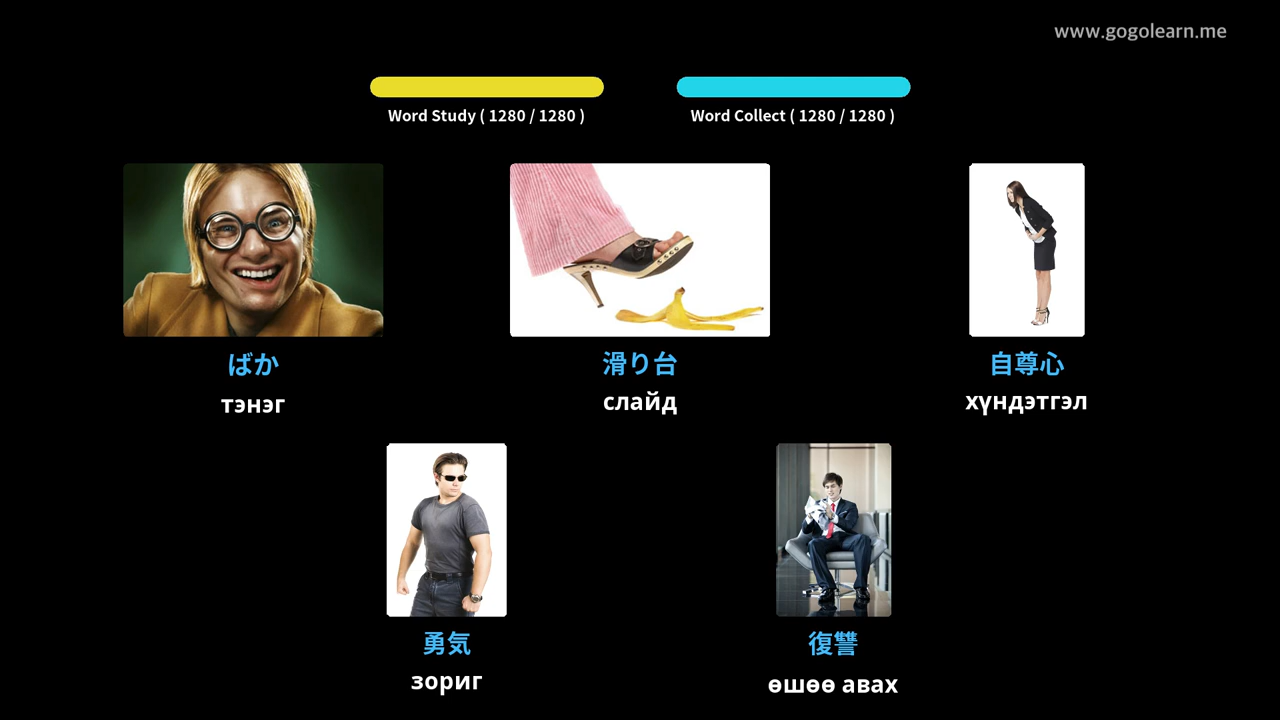 www.gogolearn.me
Word Study ( 1280 / 1280 )
Word Collect ( 1280 / 1280 )
ばか
滑り台
自尊心
тэнэг
слайд
хүндэтгэл
勇気
復讐
зориг
өшөө авах